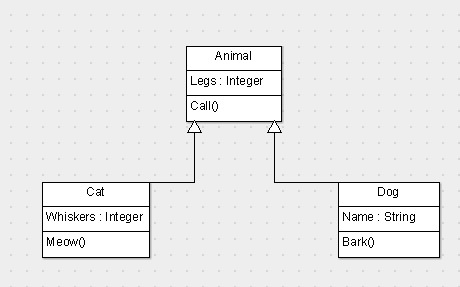 Animal
Legs : Integer
Call()
Cat
Whiskers : Integer
Meow()
Dog
Name : String
Bark()